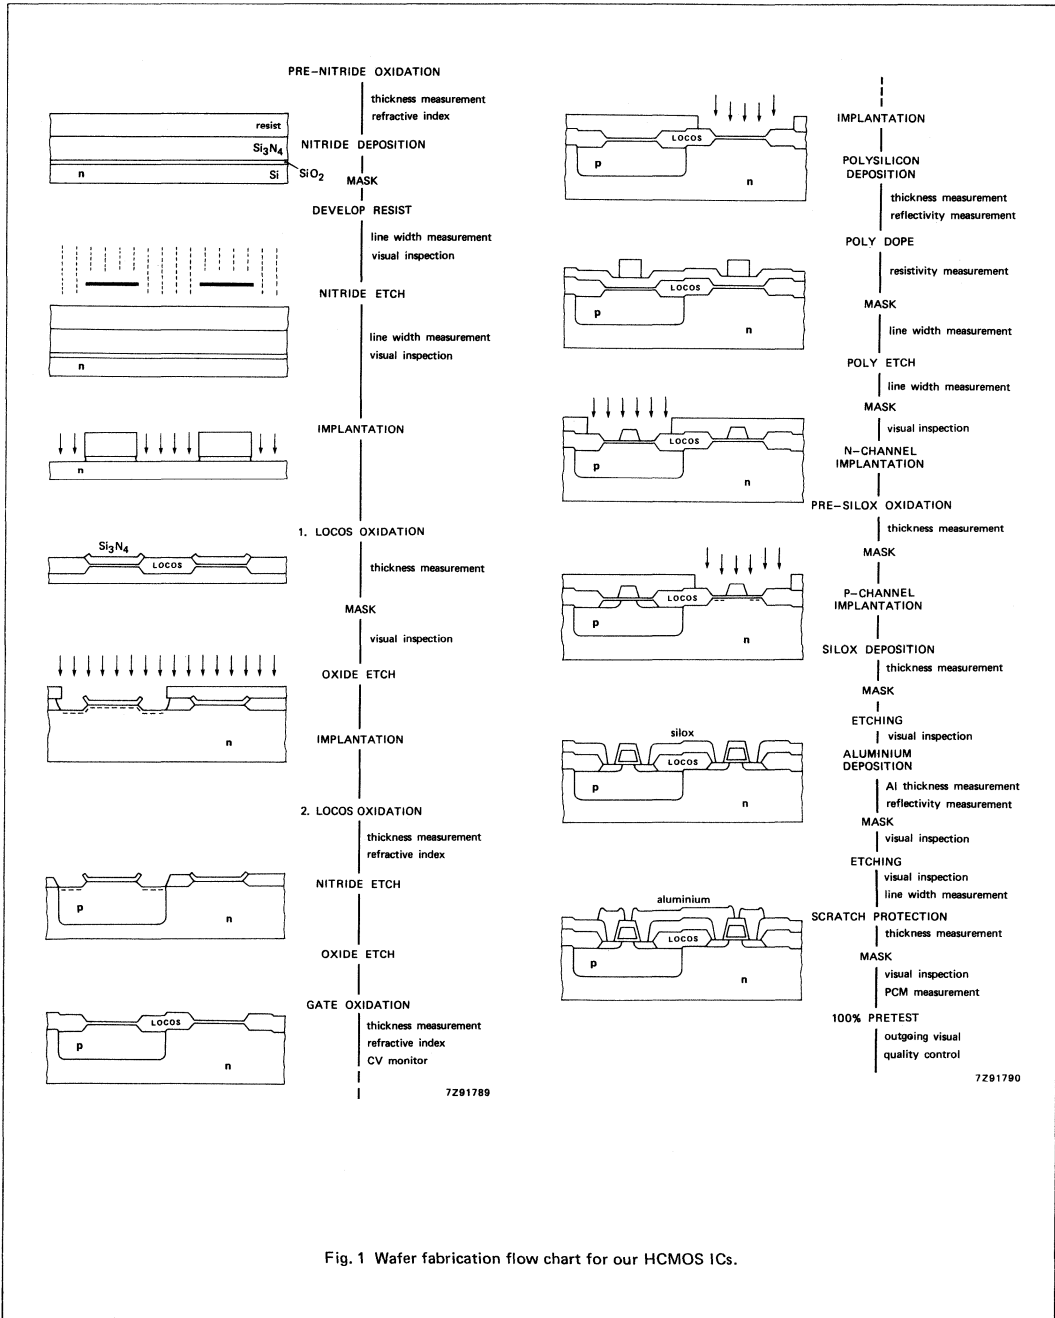 PRE-NITRIDE OXIDATION
thickness measurement
refractive index
resist
Si3N4
NITRIDE DEPOSITION
n
Si
SiO2
MASK
DEVELOP RESIST
line width measurement
visual inspection
NITRIDE ETCH
line width measurement
visual inspection
n
IMPLANTATION
n
1. LOCOS OXIDATION
Si3N4
LOCOS
thickness measurement
MASK
visual inspection
OXIDE ETCH
n
IMPLANTATION
2. LOCOS OXIDATION
thickness measurement
refractive index
NITRIDE ETCH
p
n
OXIDE ETCH
GATE OXIDATION
LOCOS
thickness measurement
p
refractive index
n
CV monitor
7Z91789
IMPLANTATION
LOCOS
p
n
POLYSILICON
DEPOSITION
thickness measurement
reflectivity measurement
POLY DOPE
resistivity measurement
LOCOS
p
n
MASK
line width measurement
POLY ETCH
line width measurement
MASK
visual inspection
LOCOS
p
n
N-CHANNEL
IMPLANTATION
PRE-SILOX OXIDATION
thickness measurement
MASK
P-CHANNEL
IMPLANTATION
LOCOS
p
n
SILOX DEPOSITION
thickness measurement
MASK
ETCHING
visual inspection
silox
LOCOS
p
n
ALUMINIUM
DEPOSITION
Al thickness measurement
reflectivity measurement
MASK
visual inspection
ETCHING
visual inspection
line width measurement
aluminium
SCRATCH PROTECTION
thickness measurement
LOCOS
p
n
MASK
visual inspection
PCM measurement
100% PRETEST
outgoing visual
quality control
7Z91790
Fig. 1 Wafer fabrication flow chart for our HCMOS ICs.